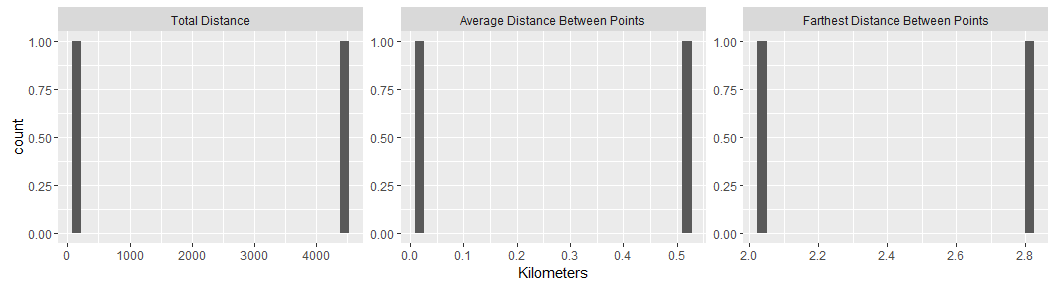 Total Distance
Average Distance Between Points
Farthest Distance Between Points
count
1.00
0.75
0.50
0.25
0.00
0 1000 2000 3000 4000
1.00
0.75
0.50
0.25
0.00
0.0 0.1 0.2 0.3 0.4 0.5
1.00
0.75
0.50
0.25
0.00
2.0 2.2 2.4 2.6 2.8
Kilometers